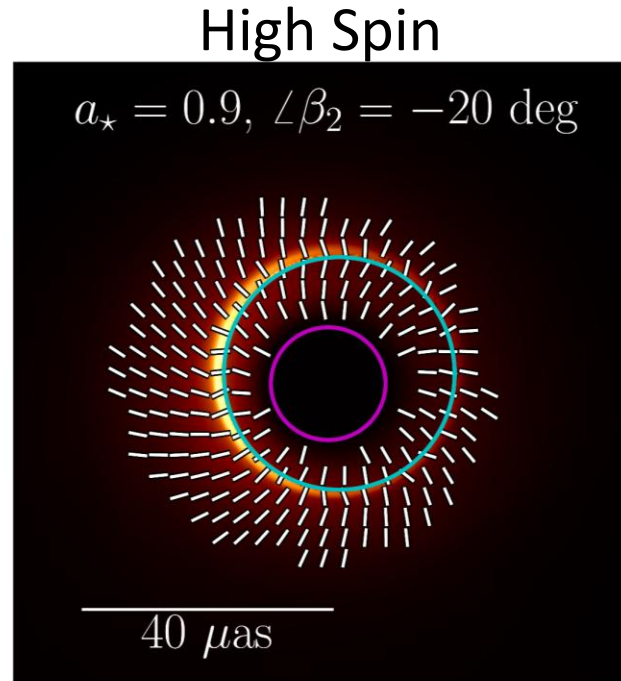 High Spin
a⋆ = 0.9, ∠β₂ = −20 deg
40 μas